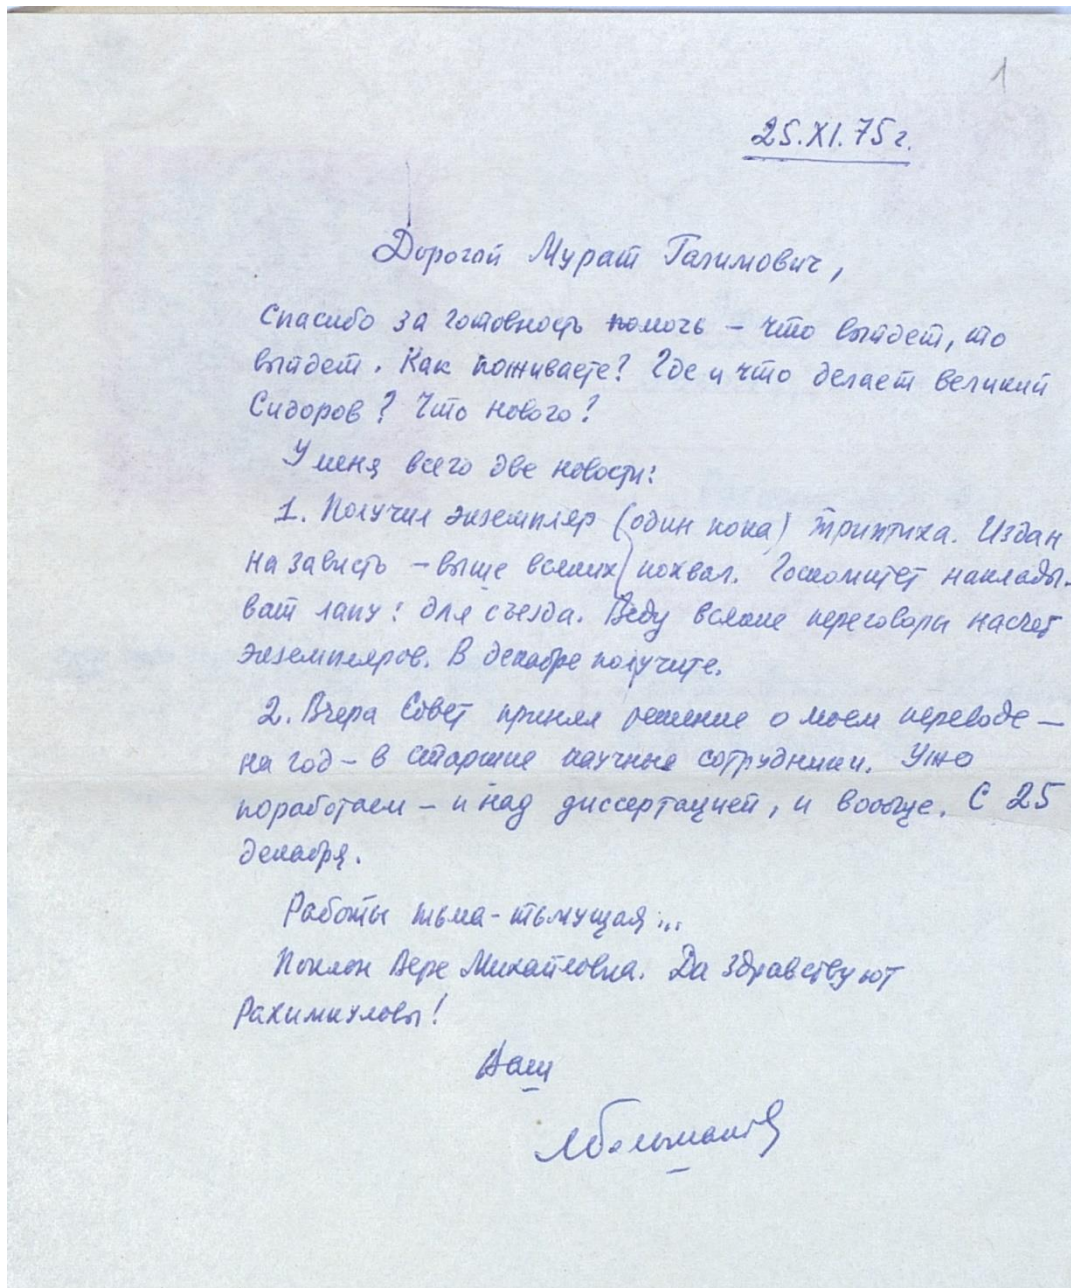 1
25.XI.75 г.
Дорогой Мурат Галимович,
Спасибо за готовность помочь – что выйдет, то
выйдет. Как поживаете? Где и что делает великий
Сидоров? Что нового?
У меня всего две новости:
1. Получил экземпляр (один пока) триптиха. Издан
на зависть – выше всяких похвал. Госкомитет наклады-
вает лапу: для съезда. Веду всякие переговоры насчет
экземпляров. В декабре получите.
2. Вчера Совет принял решение о моем переводе –
на год – в старшие научные сотрудники. Уж
поработаем – и над диссертацией, и вообще. С 25
декабря.
Работы тьма-тьмущая...
Поклон Вере Михайловне. Да здравствуют
Рахимкуловы!
Ваш